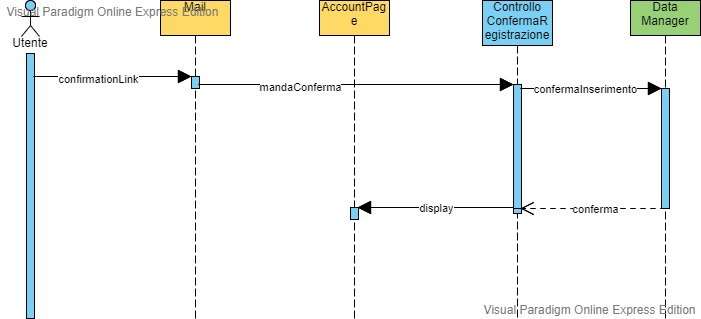 Visual Paradigm Online Express Edition
Utente
Mail
AccountPag
e
Controllo
ConfermaR
egistrazione
Data
Manager
confirmationLink
mandaConferma
confermaInserimento
display
conferma
Visual Paradigm Online Express Edition